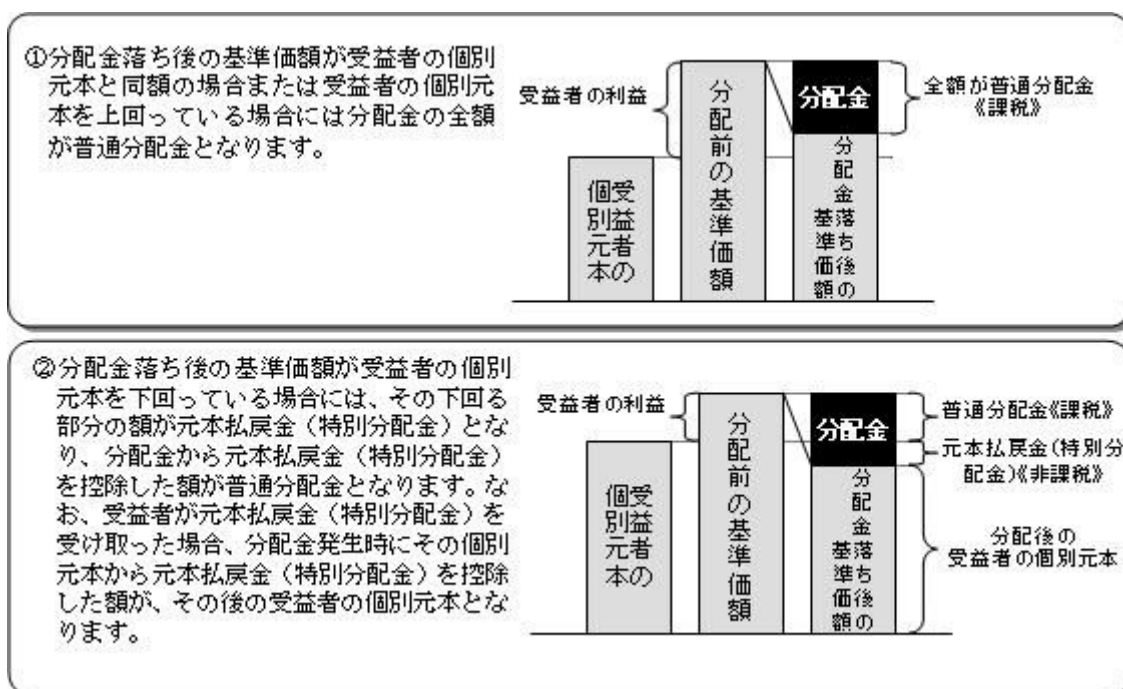 ①分配金落ち後の基準価額が受益者の個別
元本と同額の場合または受益者の個別元
本を上回っている場合には分配金の全額
が普通分配金となります。
受益者の利益
受益者の
個別元本
分配前の基準価額
分配金
分配金落ち後の
基準価額
全額が普通分配金
《課税》
②分配金落ち後の基準価額が受益者の個別
元本を下回っている場合には、その下回る
部分の額が元本払戻金（特別分配金）とな
り、分配金から元本払戻金（特別分配金）
を控除した額が普通分配金となります。な
お、受益者が元本払戻金（特別分配金）を
受け取った場合、分配金発生時にその個別
元本から元本払戻金（特別分配金）を控除
した額が、その後の受益者の個別元本とな
ります。
受益者の利益
受益者の
個別元本
分配前の基準価額
分配金
分配金落ち後の
基準価額
普通分配金《課税》
元本払戻金（特別分
配金）《非課税》
分配後の
受益者の個別元本